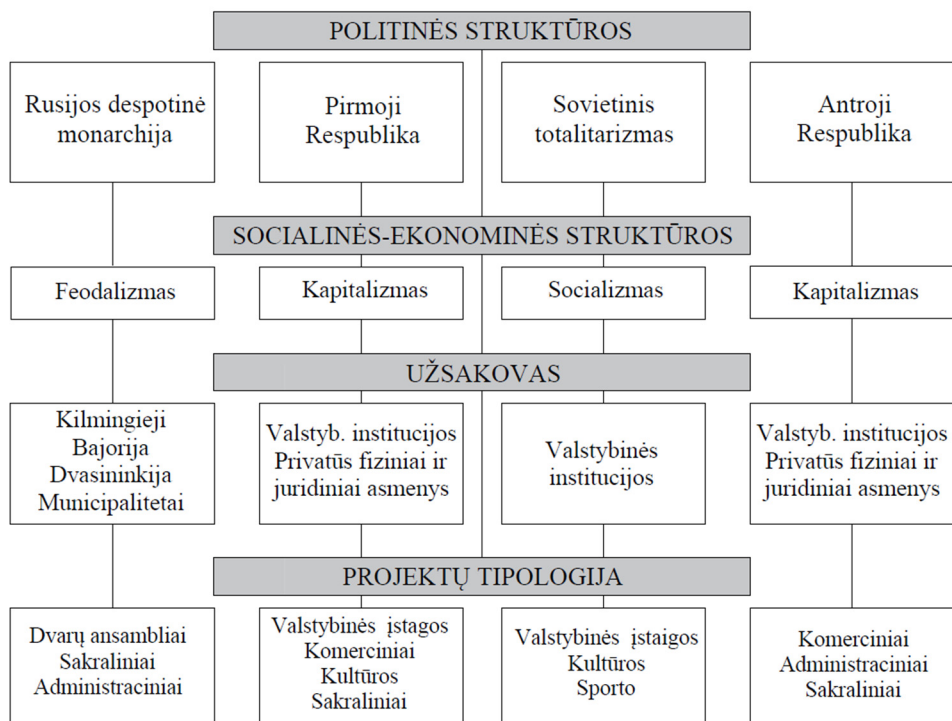 POLITINĖS STRUKTŪROS
Rusijos despotinė
monarchija
Pirmoji
Respublika
Sovietinis
totalitarizmas
Antroji
Respublika
SOCIALINĖS-EKONOMINĖS STRUKTŪROS
Feodalizmas
Kapitalizmas
Socializmas
Kapitalizmas
UŽSAKOVAS
Kilmingieji
Bajorija
Dvasininkija
Municipalitetai
Valstyb. institucijos
Privatūs fiziniai ir
juridiniai asmenys
Valstybinės
institucijos
Valstyb. institucijos
Privatūs fiziniai ir
juridiniai asmenys
PROJEKTŲ TIPOLOGIJA
Dvarų ansambliai
Sakraliniai
Administraciniai
Valstybinės įstagos
Komerciniai
Kultūros
Sakraliniai
Valstybinės įstaigos
Kultūros
Sporto
Komerciniai
Administraciniai
Sakraliniai